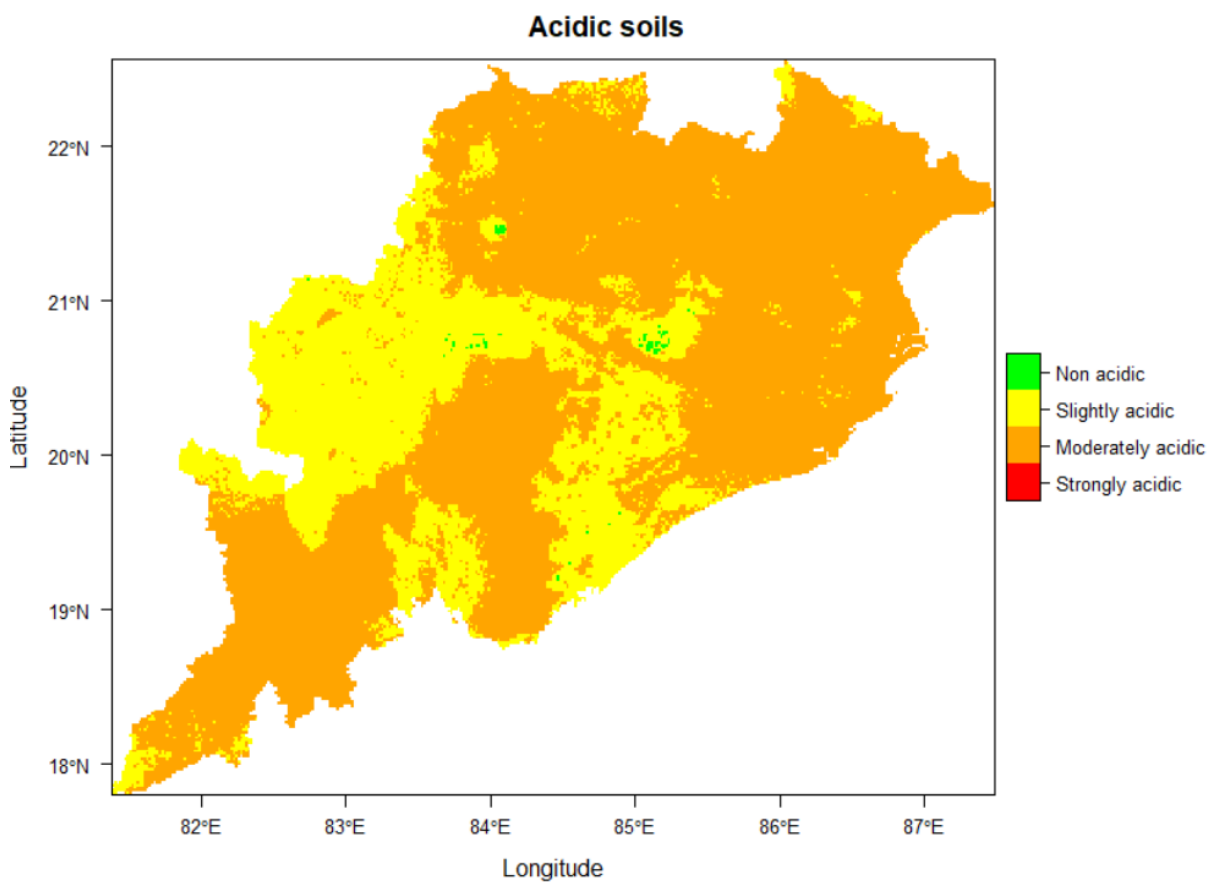 Acidic soils
22°N
21°N
20°N
19°N
18°N
Latitude
82°E
83°E
84°E
85°E
86°E
87°E
Longitude
Non acidic
Slightly acidic
Moderately acidic
Strongly acidic